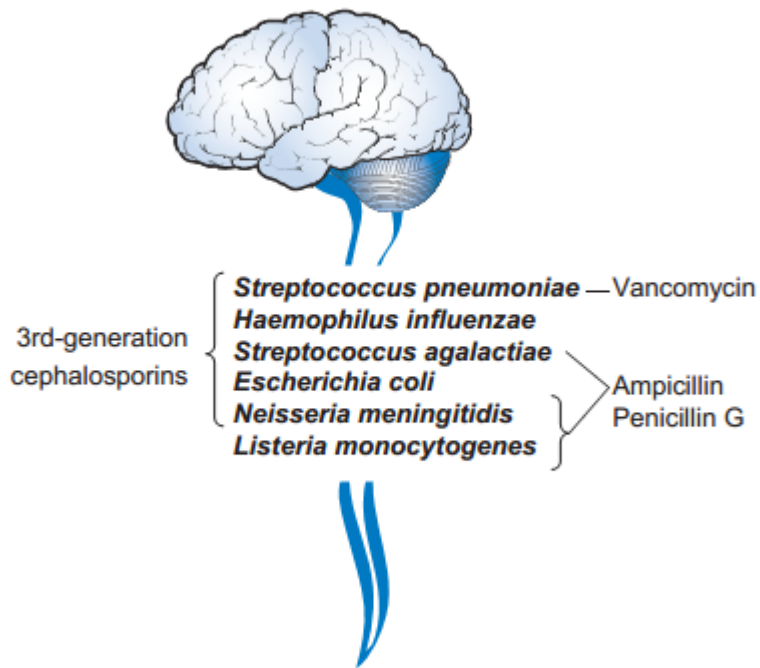 3rd-generation
cephalosporins
Streptococcus pneumoniae
Haemophilus influenzae
Streptococcus agalactiae
Escherichia coli
Neisseria meningitidis
Listeria monocytogenes
Vancomycin
Ampicillin
Penicillin G